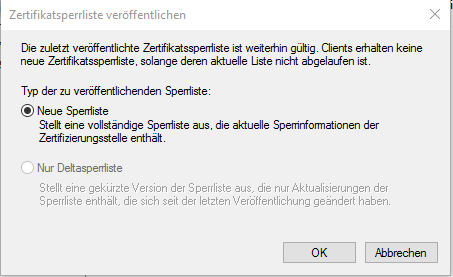 Zertifikatsperrliste veröffentlichen
Die zuletzt veröffentlichte Zertifikatssperrliste ist weiterhin gültig. Clients erhalten keine
neue Zertifikatssperrliste, solange deren aktuelle Liste nicht abgelaufen ist.
Typ der zu veröffentlichenden Sperrliste:
Neue Sperrliste
Stellt eine vollständige Sperrliste aus, die aktuelle Sperrinformationen der
Zertifizierungsstelle enthält.
Nur Deltasperrliste
Stellt eine gekürzte Version der Sperrliste aus, die nur Aktualisierungen der
Sperrliste enthält, die sich seit der letzten Veröffentlichung geändert haben.
OK
Abbrechen